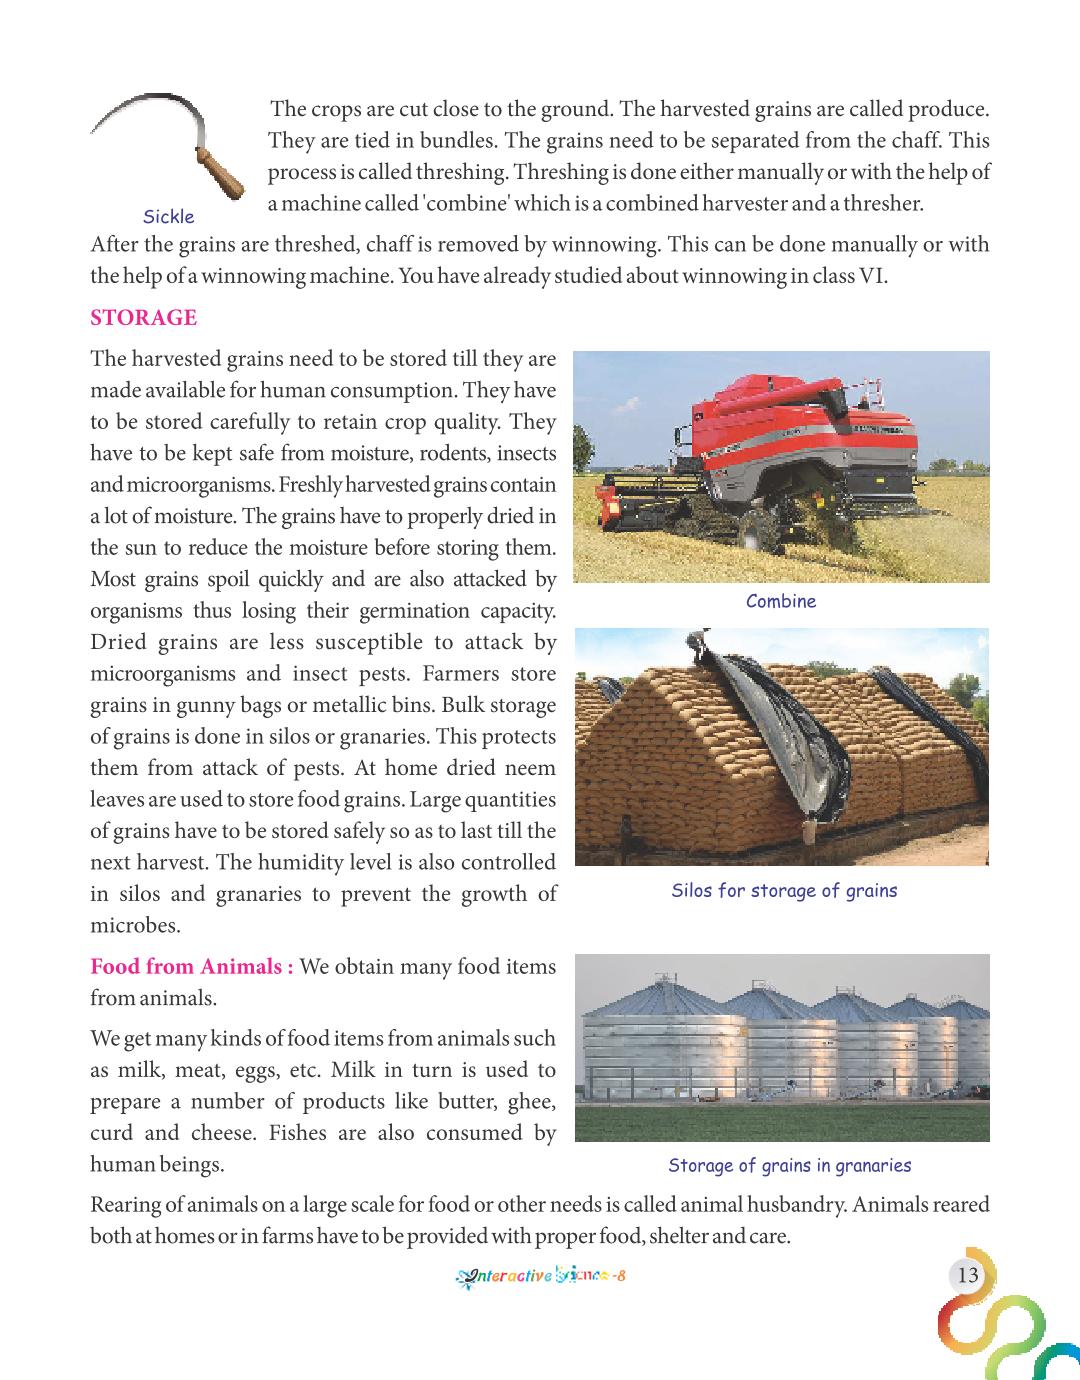 The crops are cut close to the ground. The harvested grains are called produce.
They are tied in bundles. The grains need to be separated from the chaff. This
process is called threshing. Threshing is done either manually or with the help of
a machine called 'combine' which is a combined harvester and a thresher.
Sickle
After the grains are threshed, chaff is removed by winnowing. This can be done manually or with
the help of a winnowing machine. You have already studied about winnowing in class VI.
STORAGE
The harvested grains need to be stored till they are
made available for human consumption. They have
to be stored carefully to retain crop quality. They
have to be kept safe from moisture, rodents, insects
and microorganisms. Freshly harvested grains contain
a lot of moisture. The grains have to properly dried in
the sun to reduce the moisture before storing them.
Most grains spoil quickly and are also attacked by
organisms thus losing their germination capacity.
Dried grains are less susceptible to attack by
microorganisms and insect pests. Farmers store
grains in gunny bags or metallic bins. Bulk storage
of grains is done in silos or granaries. This protects
them from attack of pests. At home dried neem
leaves are used to store food grains. Large quantities
of grains have to be stored safely so as to last till the
next harvest. The humidity level is also controlled
in silos and granaries to prevent the growth of
microbes.
Combine
Silos for storage of grains
Food from Animals : We obtain many food items
from animals.
We get many kinds of food items from animals such
as milk, meat, eggs, etc. Milk in turn is used to
prepare a number of products like butter, ghee,
curd and cheese. Fishes are also consumed by
human beings.
Storage of grains in granaries
Rearing of animals on a large scale for food or other needs is called animal husbandry. Animals reared
both at homes or in farms have to be provided with proper food, shelter and care.
Interactive Science-8
13